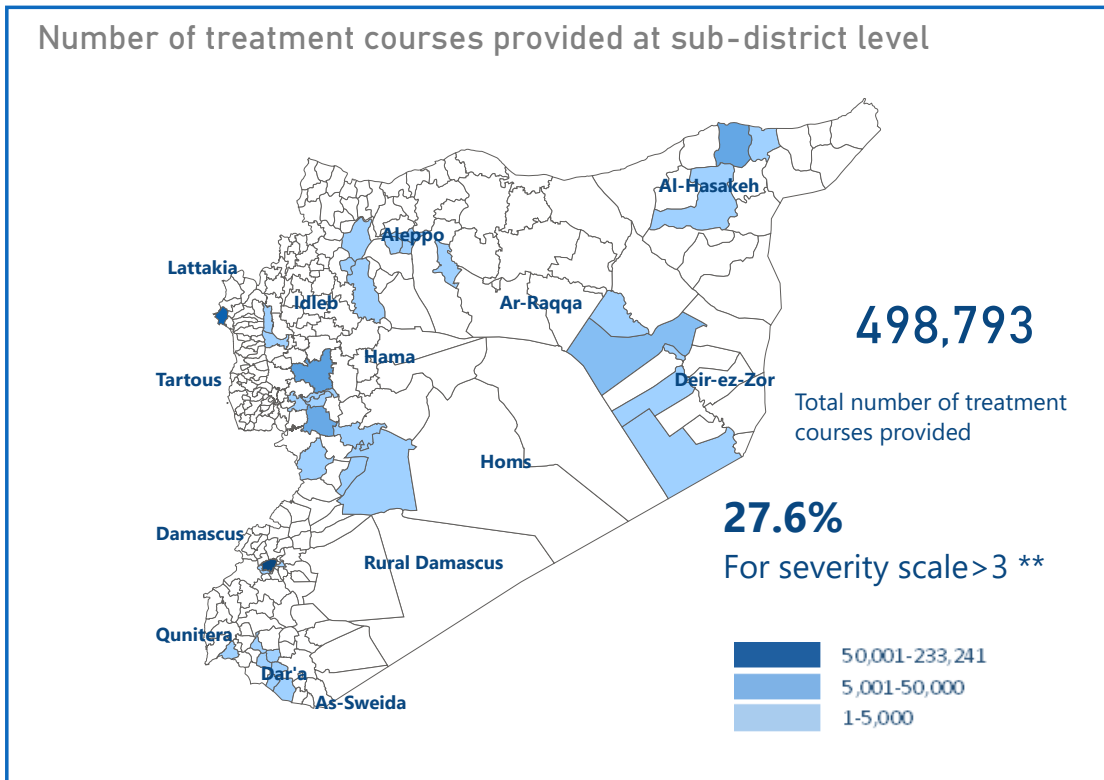 Number of treatment courses provided at sub-district level
Al-Hasakeh
Aleppo
Lattakia
Idleb
Ar-Raqqa
498,793
Hama
Tartous
Deir-ez-Zor
Total number of treatment
courses provided
Homs
27.6%
For severity scale>3 **
Damascus
Rural Damascus
Qunitera
Dar'a
As-Sweida
50,001-233,241
5,001-50,000
1-5,000